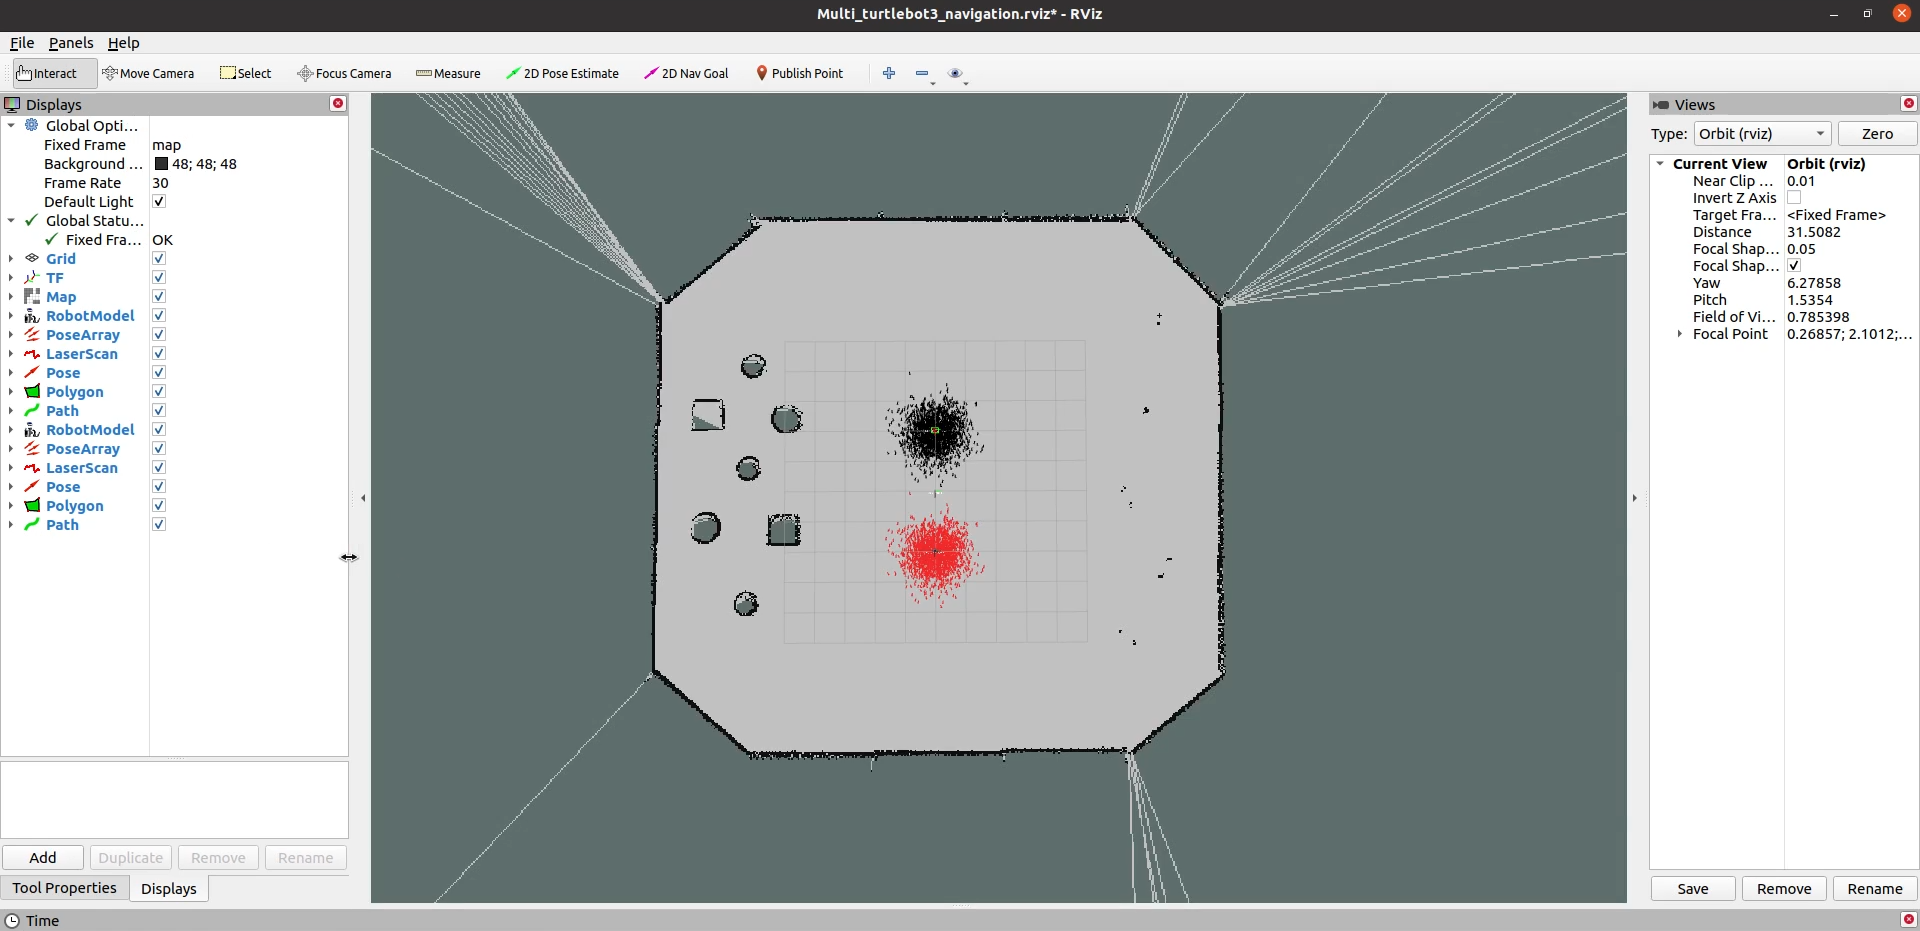 Multi_turtlebot3_navigation.rviz* - RViz
File Panels Help
Interact Move Camera Select Focus Camera Measure 2D Pose Estimate 2D Nav Goal Publish Point
Displays
Global Opti...
Fixed Frame map
Background ... 48; 48; 48
Frame Rate 30
Default Light
Global Statu...
Fixed Fra... OK
Grid
TF
Map
RobotModel
PoseArray
LaserScan
Pose
Polygon
Path
RobotModel
PoseArray
LaserScan
Pose
Polygon
Path
Add Duplicate Remove Rename
Tool Properties Displays
Views
Type: Orbit (rviz) Zero
Current View Orbit (rviz)
Near Clip ... 0.01
Invert Z Axis
Target Fra... <Fixed Frame>
Distance 31.5082
Focal Shap... 0.05
Focal Shap...
Yaw 6.27858
Pitch 1.5354
Field of Vi... 0.785398
Focal Point 0.26857; 2.1012;...
Save Remove Rename
Time